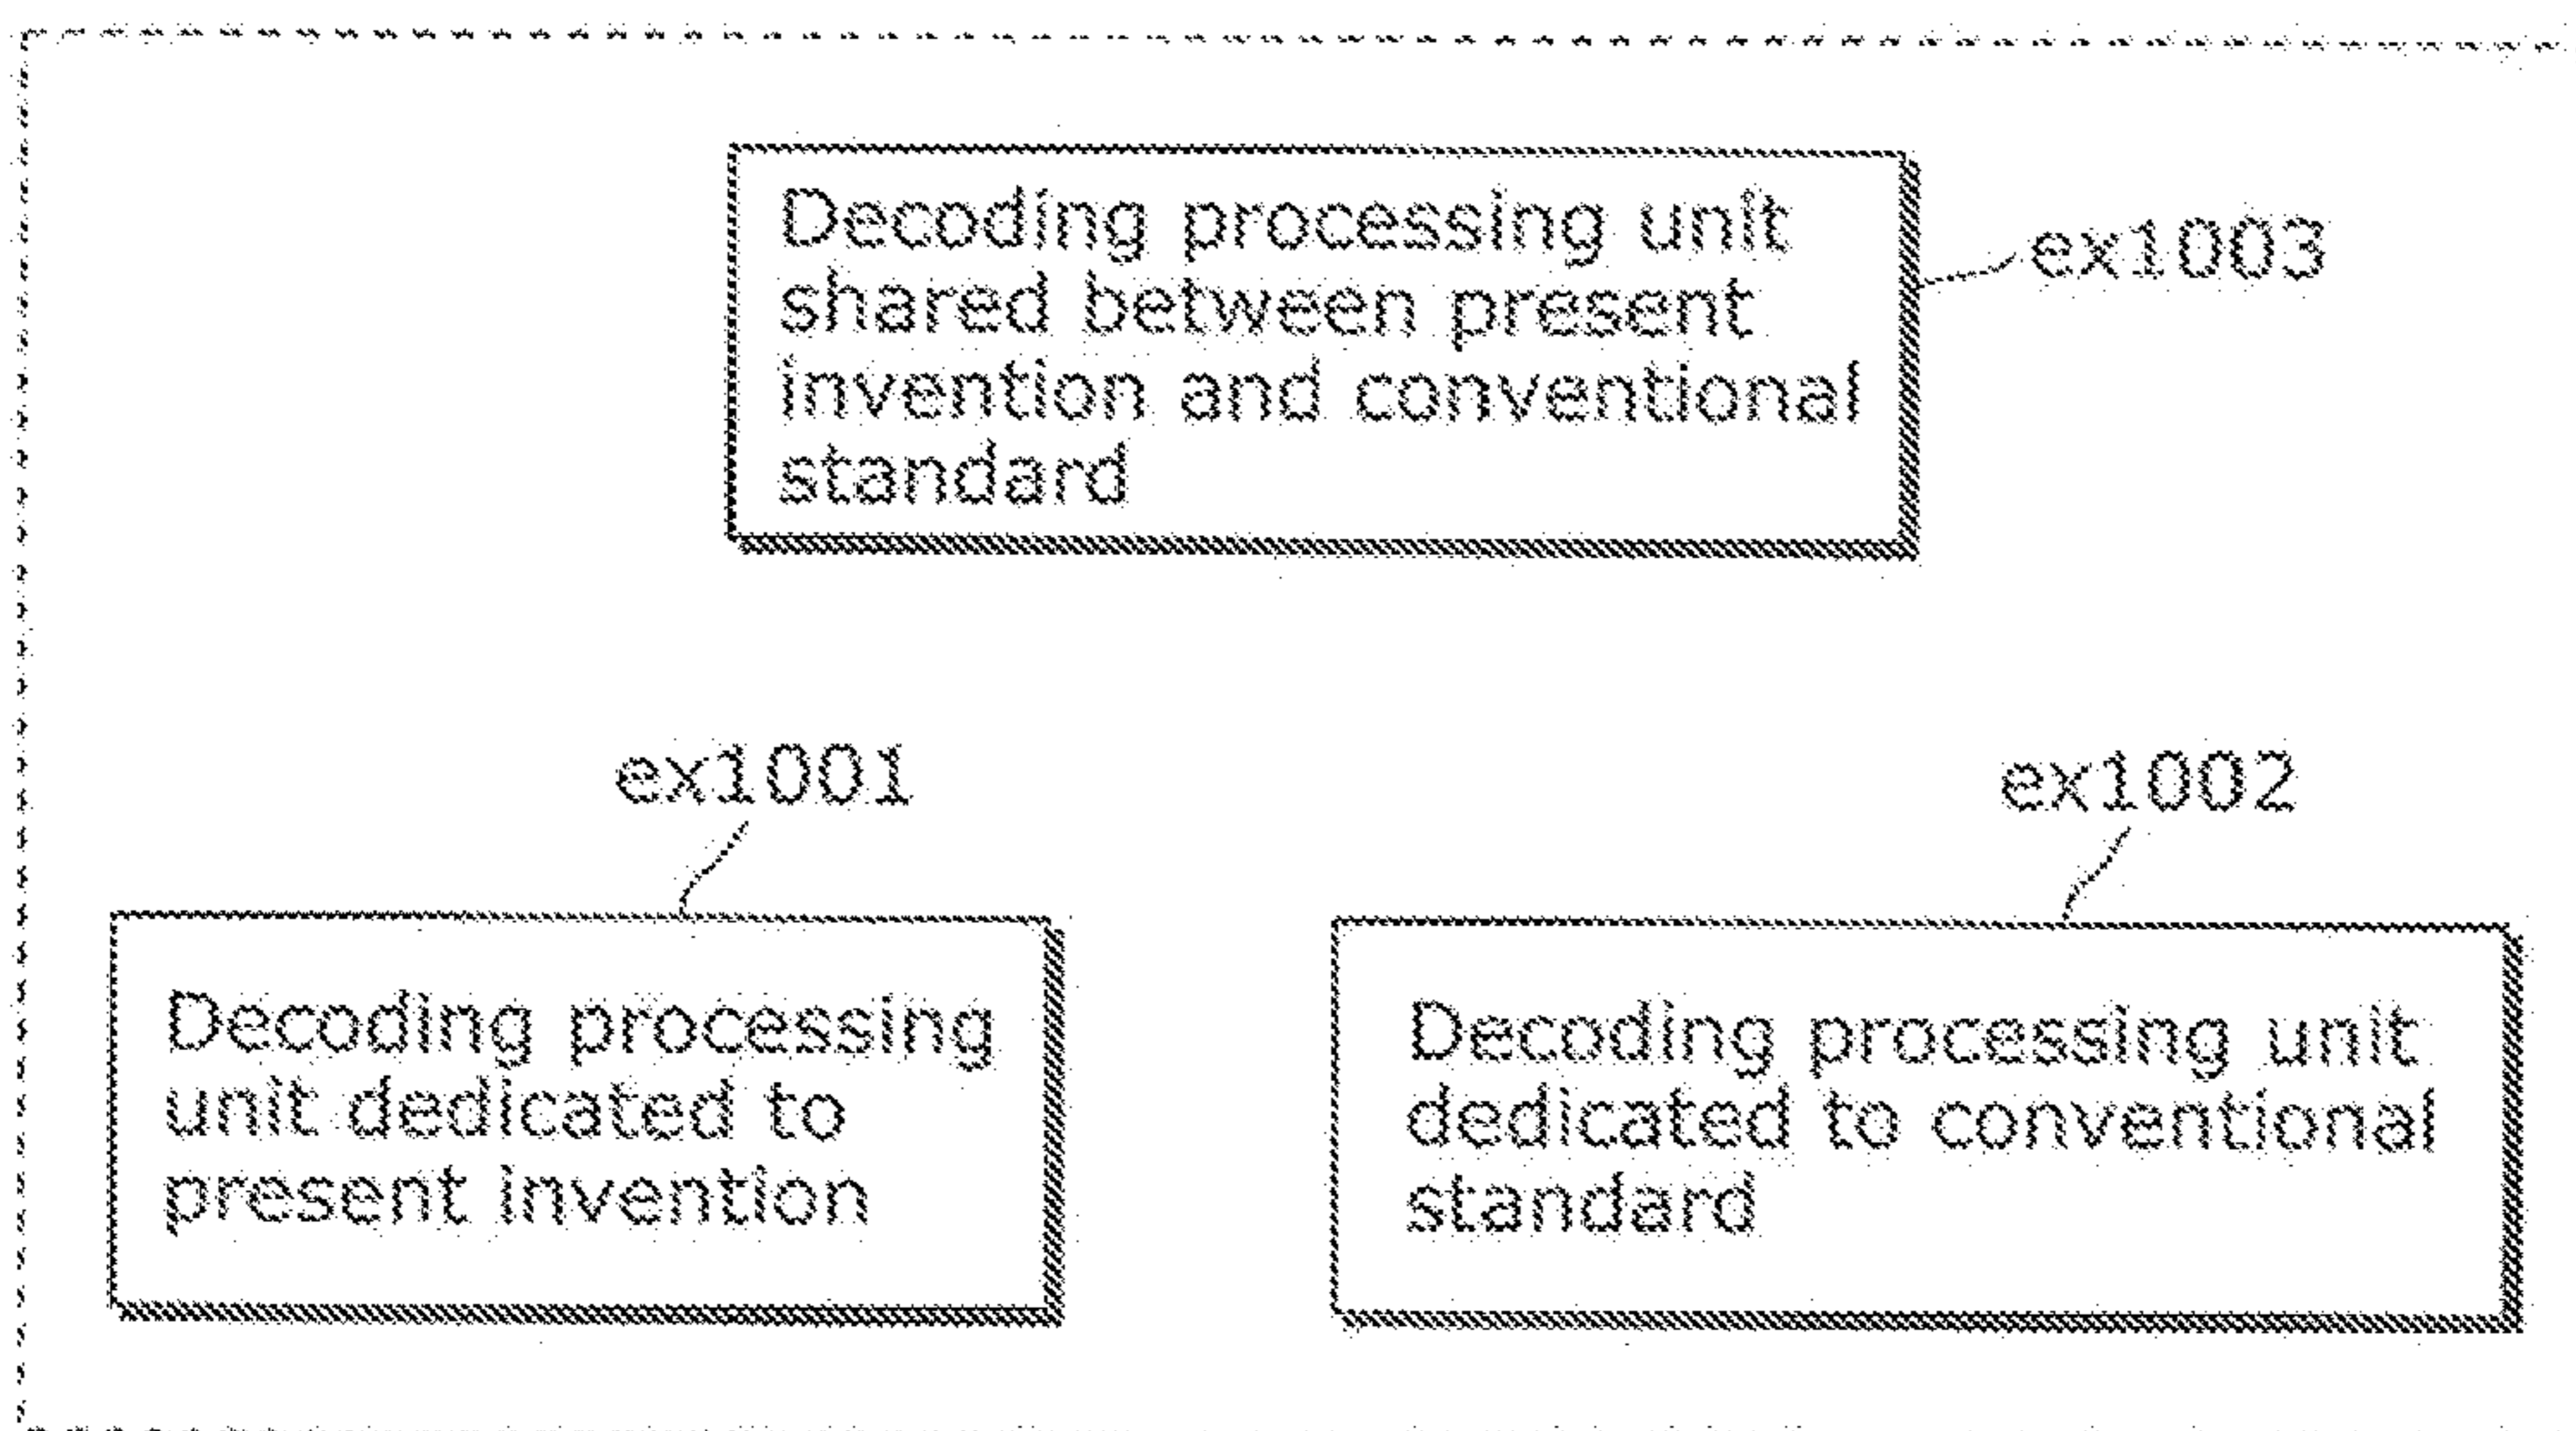 Decoding processing unit
shared between present
invention and conventional
standard
ex1003
ex1001
Decoding processing
unit dedicated to
present invention
ex1002
Decoding processing unit
dedicated to conventional
standard